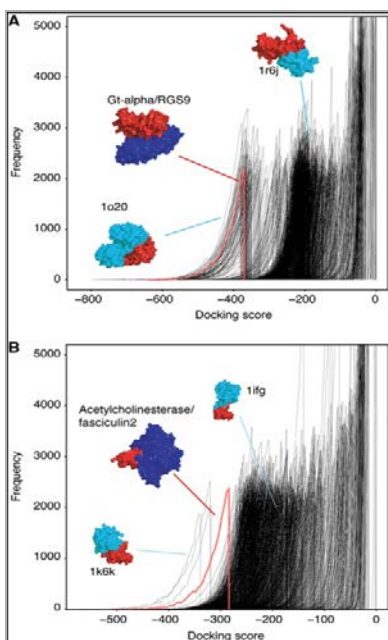 A
5000
4000
3000
2000
1000
0
Frequency
1r6j
Gt-alpha/RGS9
1o20
−800
−600
−400
−200
0
Docking score
B
5000
4000
3000
2000
1000
0
Frequency
1ifg
Acetylcholinesterase/
fasciculin2
1k6k
−500
−400
−300
−200
−100
0
Docking score